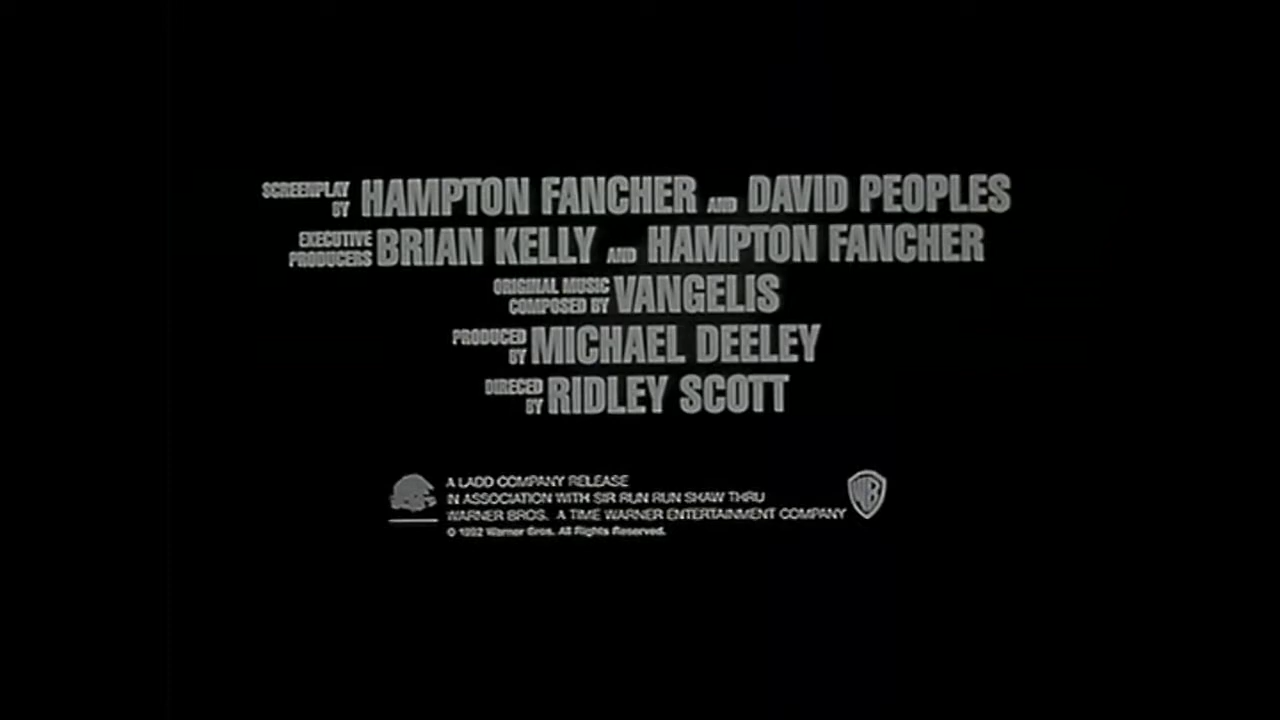 SCREENPLAY BY HAMPTON FANCHER AND DAVID PEOPLES
EXECUTIVE PRODUCERS BRIAN KELLY AND HAMPTON FANCHER
ORIGINAL MUSIC COMPOSED BY VANGELIS
PRODUCED BY MICHAEL DEELEY
DIRECED BY RIDLEY SCOTT
A LADD COMPANY RELEASE
IN ASSOCIATION WITH SIR RUN RUN SHAW THRU
WARNER BROS. A TIME WARNER ENTERTAINMENT COMPANY
© 1992 Warner Bros. All Rights Reserved.
WB